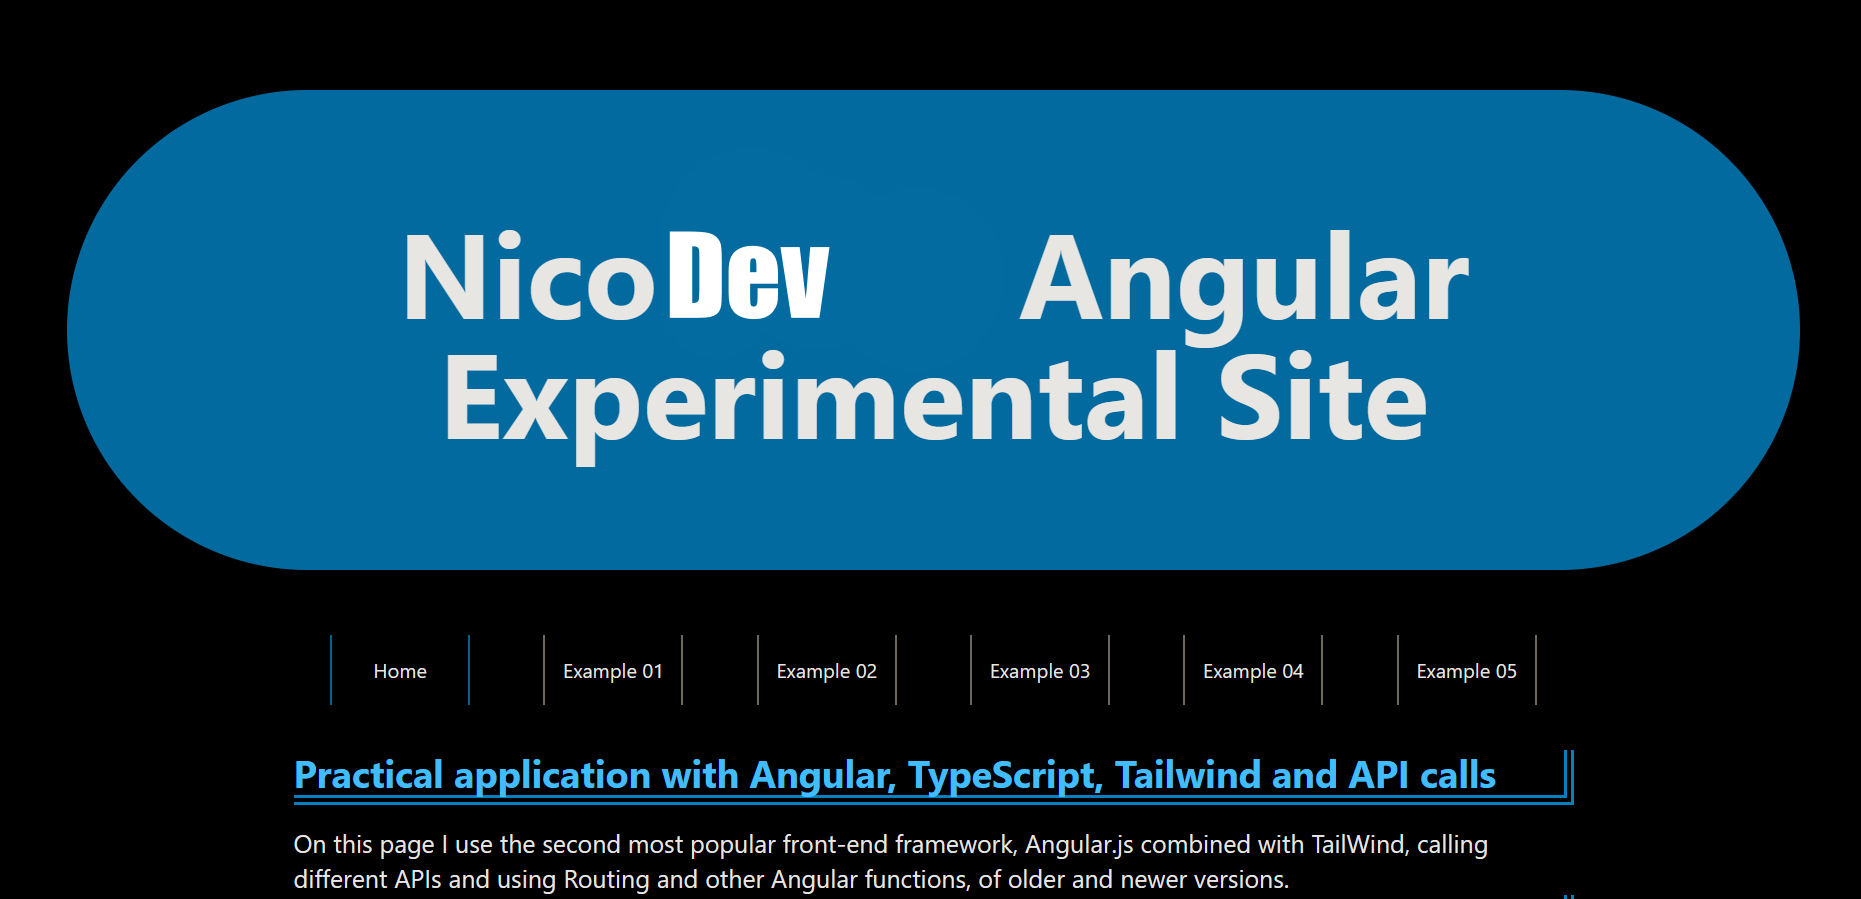 NicoDev Angular
Experimental Site
Home Example 01 Example 02 Example 03 Example 04 Example 05
Practical application with Angular, TypeScript, Tailwind and API calls
On this page I use the second most popular front-end framework, Angular.js combined with TailWind, calling
different APIs and using Routing and other Angular functions, of older and newer versions.